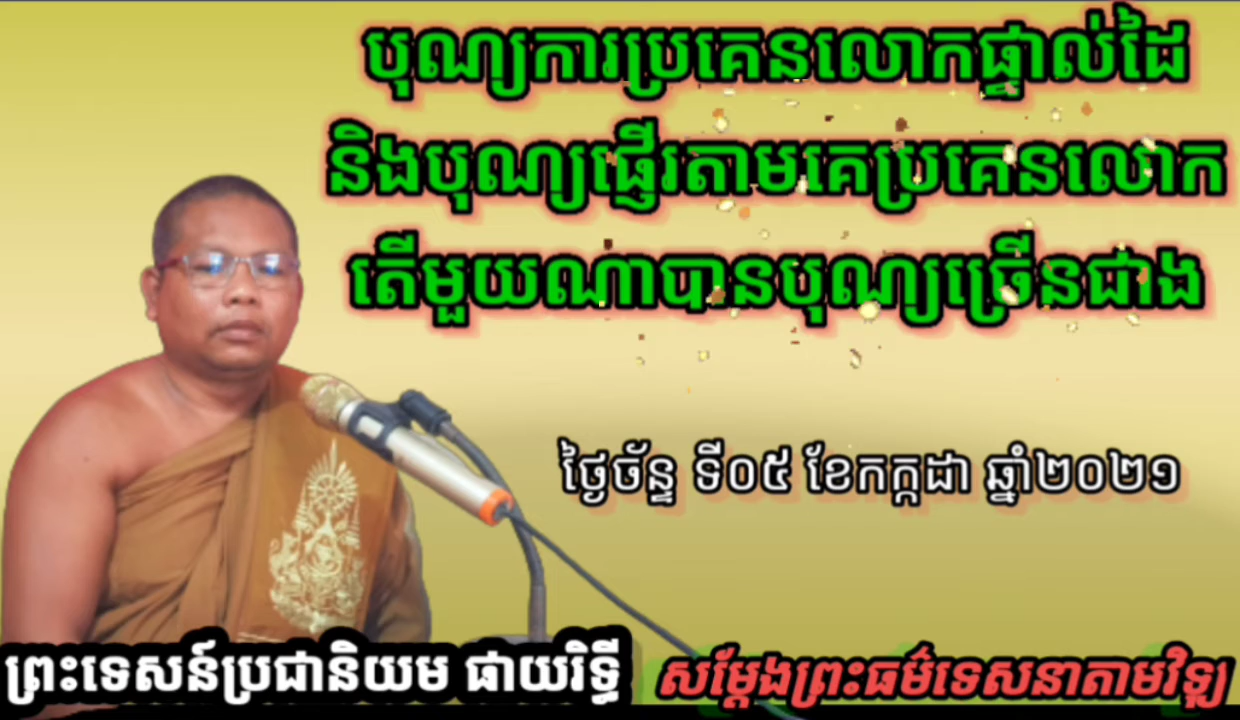 បុណ្យការប្រគេនលោកផ្ទាល់ដៃ
និងបុណ្យផ្ញើរតាមគេប្រគេនលោក
តើមួយណាបានបុណ្យច្រើនជាង
ថ្ងៃច័ន្ទ ទី០៥ ខែកក្កដា ឆ្នាំ២០២១
ព្រះទេសន៍ប្រជានិយម ផាយរិទ្ធី
សម្ដែងព្រះធម៌ទេសនាតាមវិទ្យុ